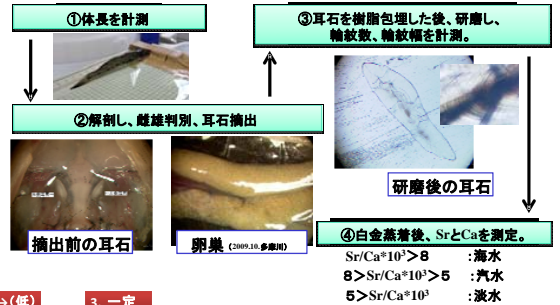 ①体長を計測
②解剖し、雌雄判別、耳石摘出
摘出前の耳石
卵巣 (2009.10.多摩川)
③耳石を樹脂包埋した後、研磨し、
輪紋数、輪紋幅を計測。
研磨後の耳石
④白金蒸着後、SrとCaを測定。
Sr/Ca*10³＞8 :海水
8＞Sr/Ca*10³＞5 :汽水
5＞Sr/Ca*10³ :淡水
→(低)
3. 一定